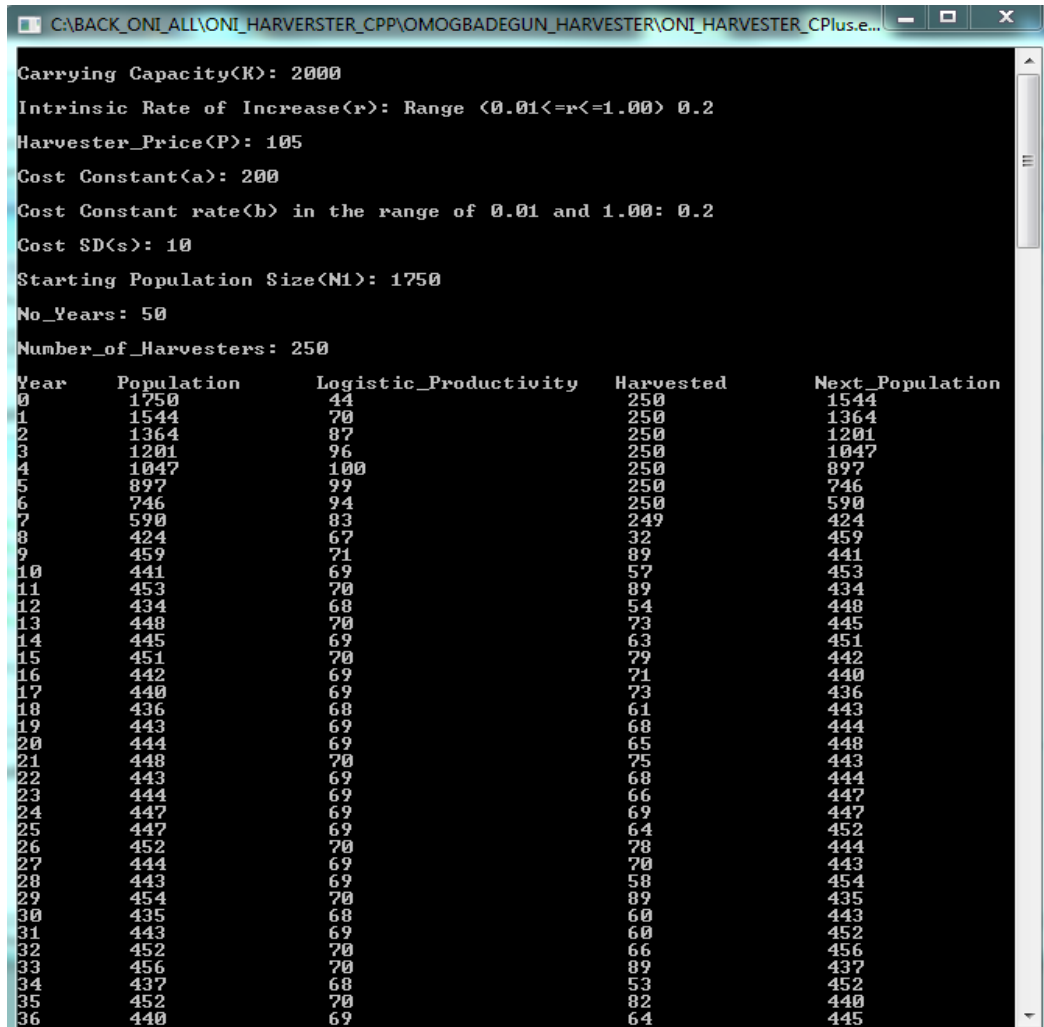 C:\BACK_ONI_ALL\ONI_HARVERSTER_CPP\OMOGBADEGUN_HARVESTER\ONI_HARVESTER_CPlus.e...
Carrying Capacity(K): 2000
Intrinsic Rate of Increase(r): Range (0.01<=r<=1.00) 0.2
Harvester_Price(P): 105
Cost Constant(a): 200
Cost Constant rate(b) in the range of 0.01 and 1.00: 0.2
Cost SD(s): 10
Starting Population Size(N1): 1750
No_Years: 50
Number_of_Harvesters: 250
Year Population Logistic_Productivity Harvested Next_Population
0 1750 44 250 1544
1 1544 70 250 1364
2 1364 87 250 1201
3 1201 96 250 1047
4 1047 100 250 897
5 897 99 250 746
6 746 94 250 590
7 590 83 249 424
8 424 67 32 459
9 459 71 89 441
10 441 69 57 453
11 453 70 89 434
12 434 68 54 448
13 448 70 73 445
14 445 69 63 451
15 451 70 79 442
16 442 69 71 440
17 440 69 73 436
18 436 68 61 443
19 443 69 68 444
20 444 69 65 448
21 448 70 75 443
22 443 69 68 444
23 444 69 66 447
24 447 69 69 447
25 447 69 64 452
26 452 70 78 444
27 444 69 70 443
28 443 69 58 454
29 454 70 89 435
30 435 68 60 443
31 443 69 60 452
32 452 70 66 456
33 456 70 89 437
34 437 68 53 452
35 452 70 82 440
36 440 69 64 445